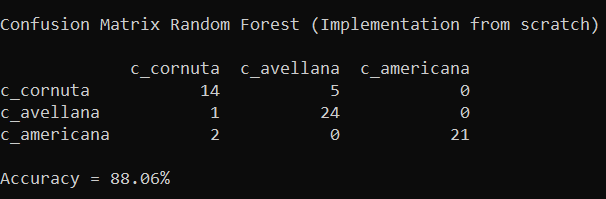 Confusion Matrix Random Forest (Implementation from scratch)
c_cornuta c_avellana c_americana
c_cornuta 14 5 0
c_avellana 1 24 0
c_americana 2 0 21
Accuracy = 88.06%